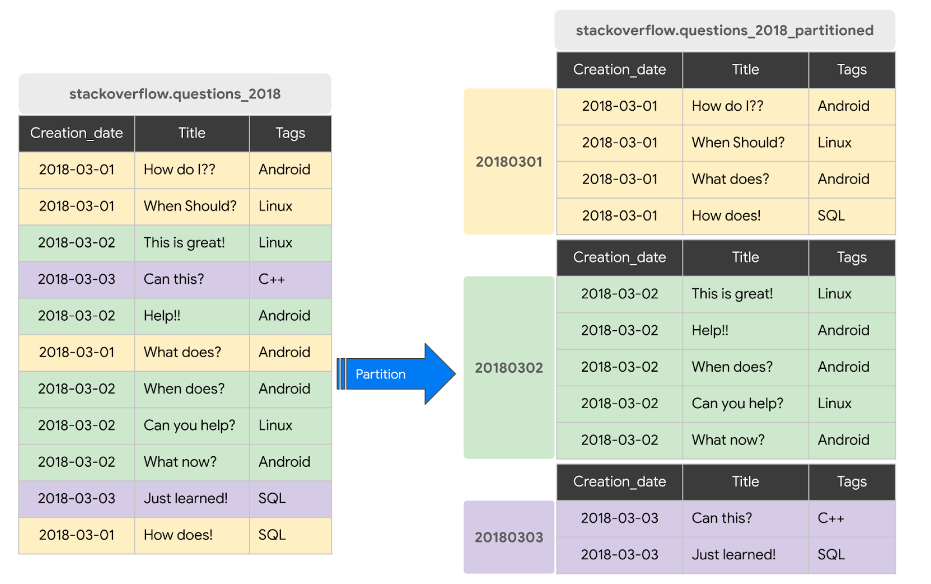 stackoverflow.questions_2018
Creation_date Title Tags
2018-03-01 How do I?? Android
2018-03-01 When Should? Linux
2018-03-02 This is great! Linux
2018-03-03 Can this? C++
2018-03-02 Help!! Android
2018-03-01 What does? Android
2018-03-02 When does? Android
2018-03-02 Can you help? Linux
2018-03-02 What now? Android
2018-03-03 Just learned! SQL
2018-03-01 How does! SQL
Partition
stackoverflow.questions_2018_partitioned
Creation_date Title Tags
20180301
2018-03-01 How do I?? Android
2018-03-01 When Should? Linux
2018-03-01 What does? Android
2018-03-01 How does! SQL
Creation_date Title Tags
20180302
2018-03-02 This is great! Linux
2018-03-02 Help!! Android
2018-03-02 When does? Android
2018-03-02 Can you help? Linux
2018-03-02 What now? Android
Creation_date Title Tags
20180303
2018-03-03 Can this? C++
2018-03-03 Just learned! SQL